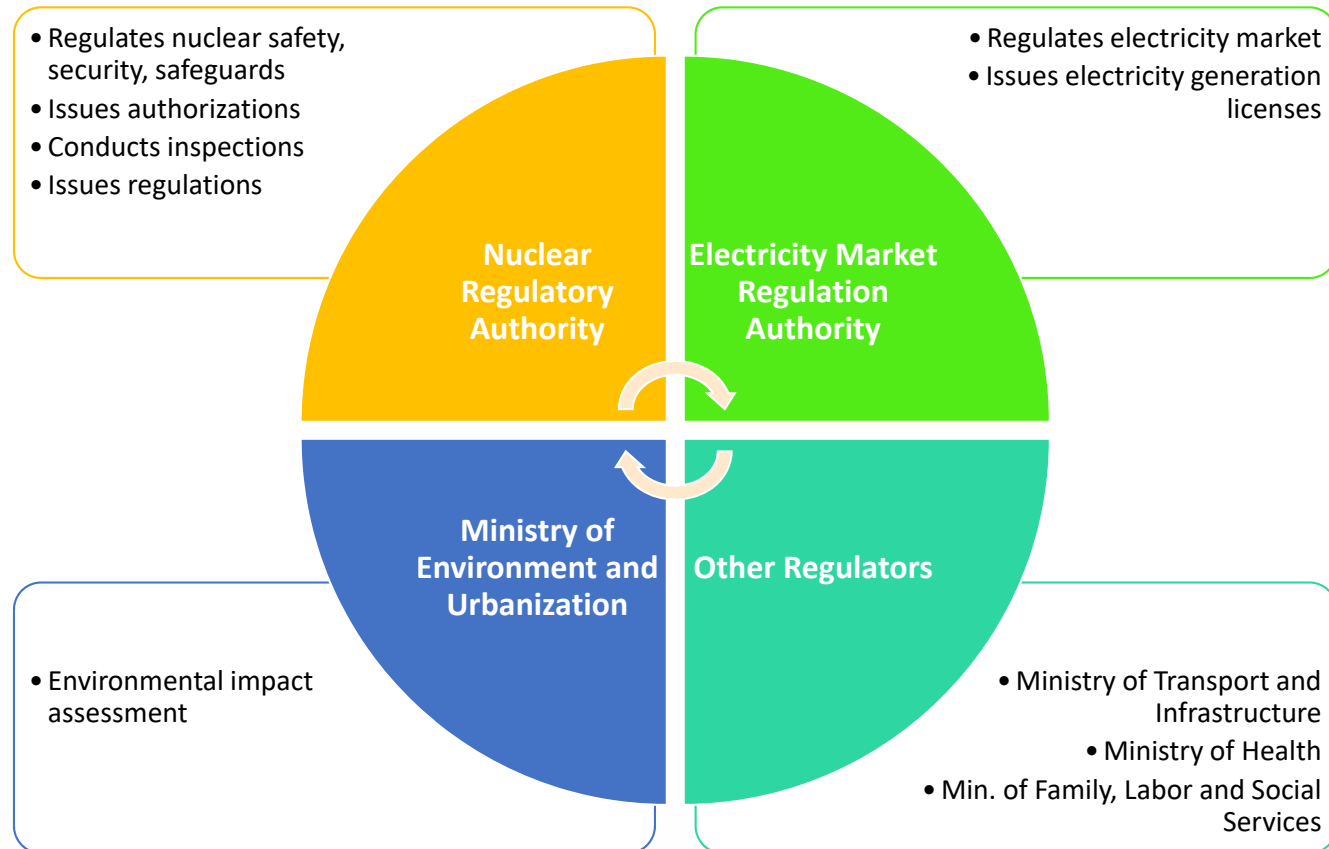 • Regulates nuclear safety,
security, safeguards
• Issues authorizations
• Conducts inspections
• Issues regulations
• Regulates electricity market
• Issues electricity generation
licenses
Nuclear
Regulatory
Authority
Electricity Market
Regulation
Authority
Ministry of
Environment and
Urbanization
Other Regulators
• Environmental impact
assessment
• Ministry of Transport and
Infrastructure
• Ministry of Health
• Min. of Family, Labor and Social
Services